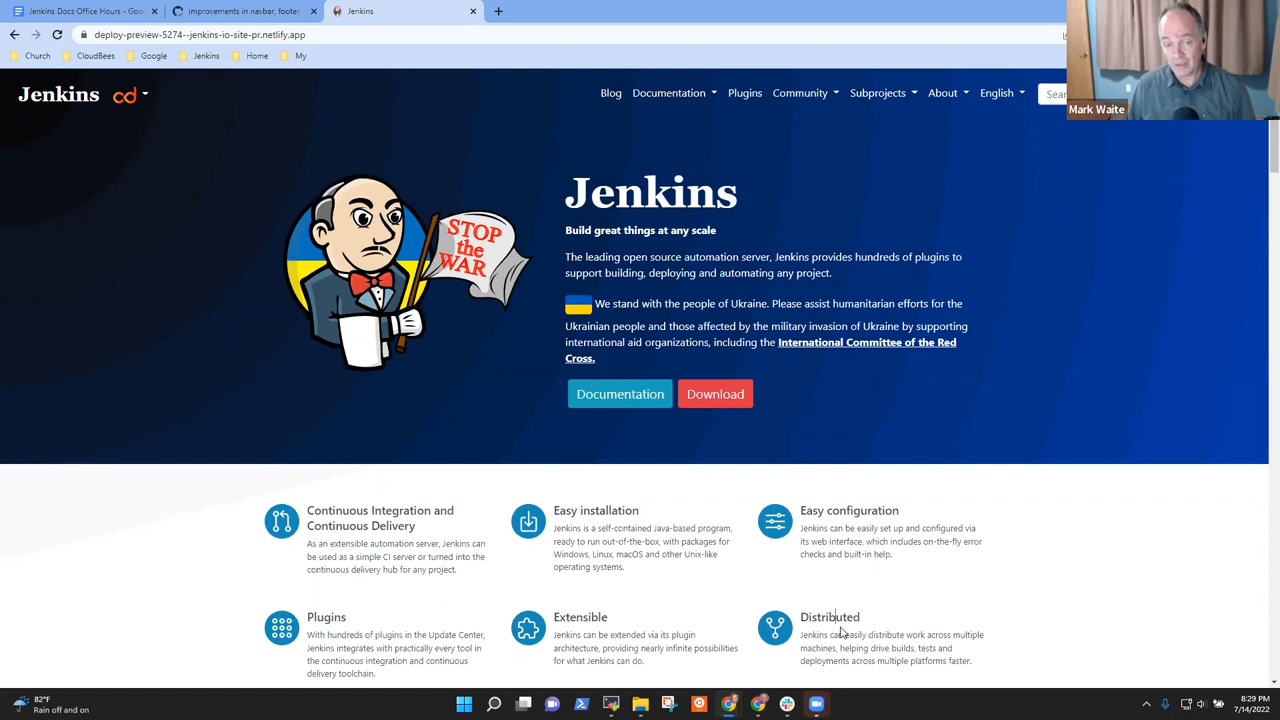 Jenkins Docs Office Hours - Goo
improvements in navbar, footer,
Jenkins
deploy-preview-5274--jenkins-io-site-pr.netlify.app
Church
CloudBees
Google
Jenkins
Home
My
Mark Waite
Jenkins cd
Blog
Documentation
Plugins
Community
Subprojects
About
English
Sear
STOP
the
WAR
Jenkins
Build great things at any scale
The leading open source automation server, Jenkins provides hundreds of plugins to
support building, deploying and automating any project.
We stand with the people of Ukraine. Please assist humanitarian efforts for the
Ukrainian people and those affected by the military invasion of Ukraine by supporting
international aid organizations, including the International Committee of the Red
Cross.
Documentation
Download
Continuous Integration and
Continuous Delivery
As an extensible automation server, Jenkins can
be used as a simple CI server or turned into the
continuous delivery hub for any project.
Easy installation
Jenkins is a self-contained Java-based program,
ready to run out-of-the-box, with packages for
Windows, Linux, macOS and other Unix-like
operating systems.
Easy configuration
Jenkins can be easily set up and configured via
its web interface, which includes on-the-fly error
checks and built-in help.
Plugins
With hundreds of plugins in the Update Center,
Jenkins integrates with practically every tool in
the continuous integration and continuous
delivery toolchain.
Extensible
Jenkins can be extended via its plugin
architecture, providing nearly infinite possibilities
for what Jenkins can do.
Distributed
Jenkins can easily distribute work across multiple
machines, helping drive builds, tests and
deployments across multiple platforms faster.
82°F
Rain off and on
8:29 PM
7/14/2022